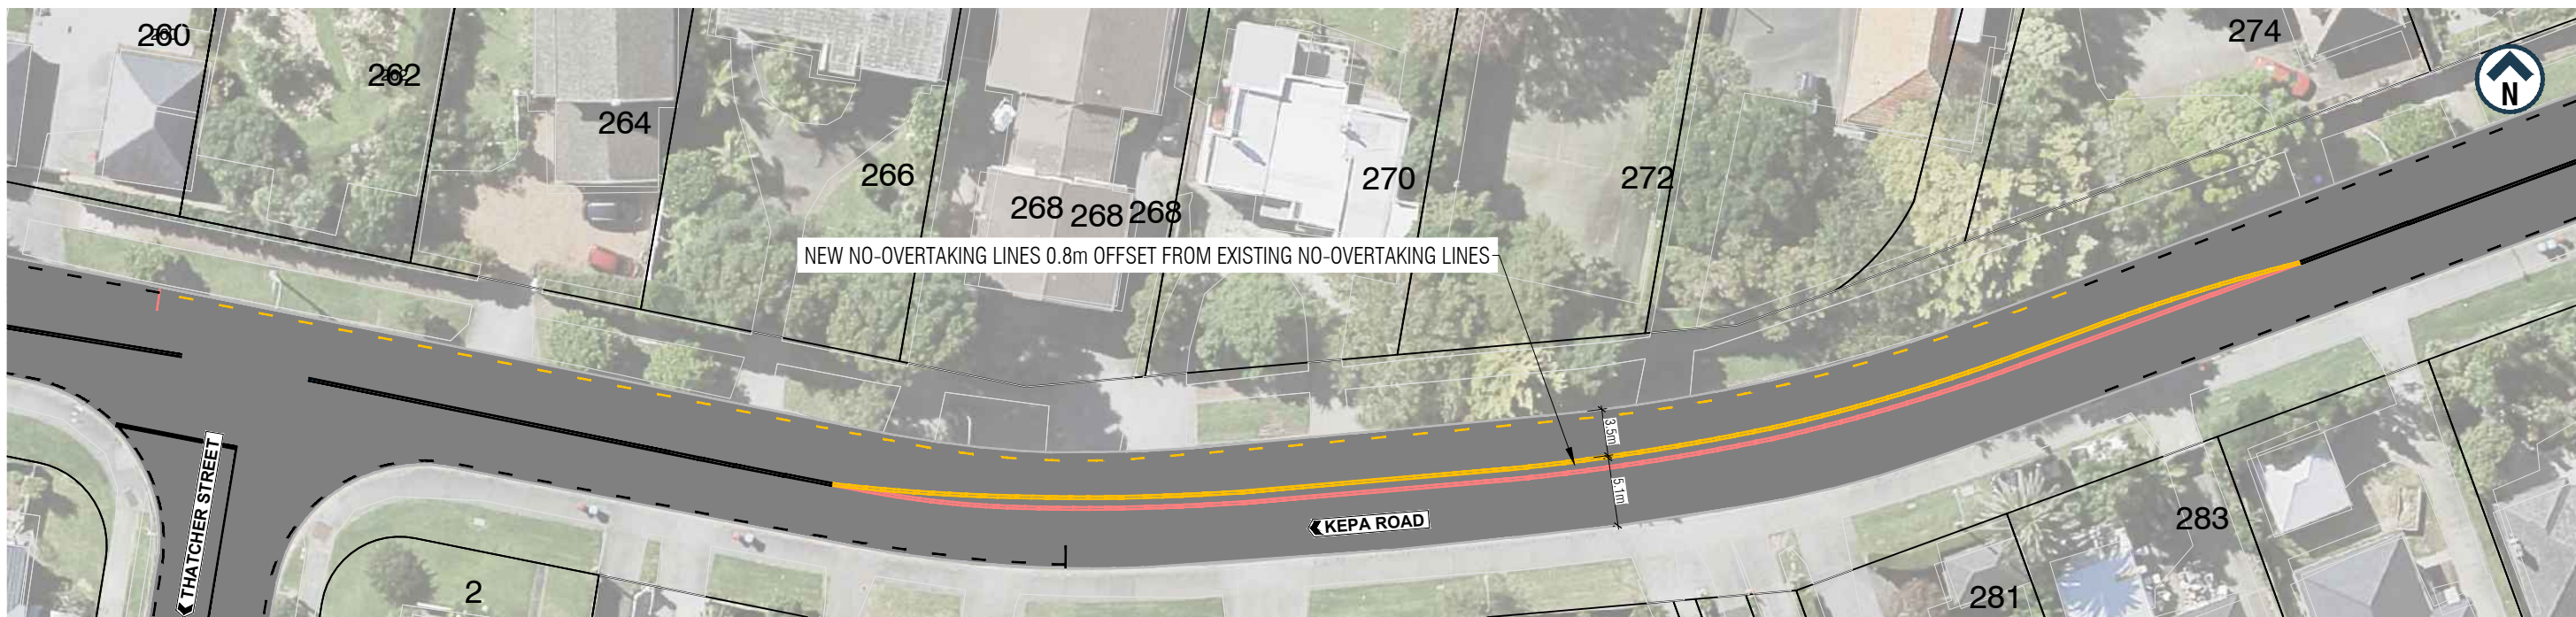 260
262
264
266
268
268
268
270
272
274
N
NEW NO-OVERTAKING LINES 0.8m OFFSET FROM EXISTING NO-OVERTAKING LINES
3.5m
5.1m
KEPA ROAD
THATCHER STREET
2
281
283